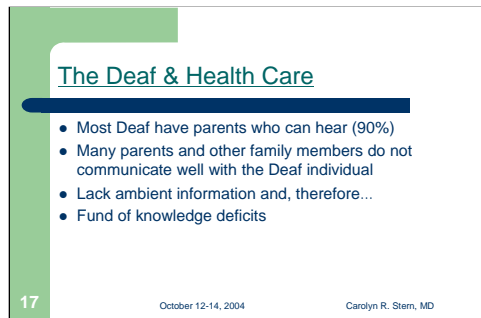 The Deaf & Health Care
● Most Deaf have parents who can hear (90%)
● Many parents and other family members do not
communicate well with the Deaf individual
● Lack ambient information and, therefore...
● Fund of knowledge deficits
17 October 12-14, 2004 Carolyn R. Stern, MD